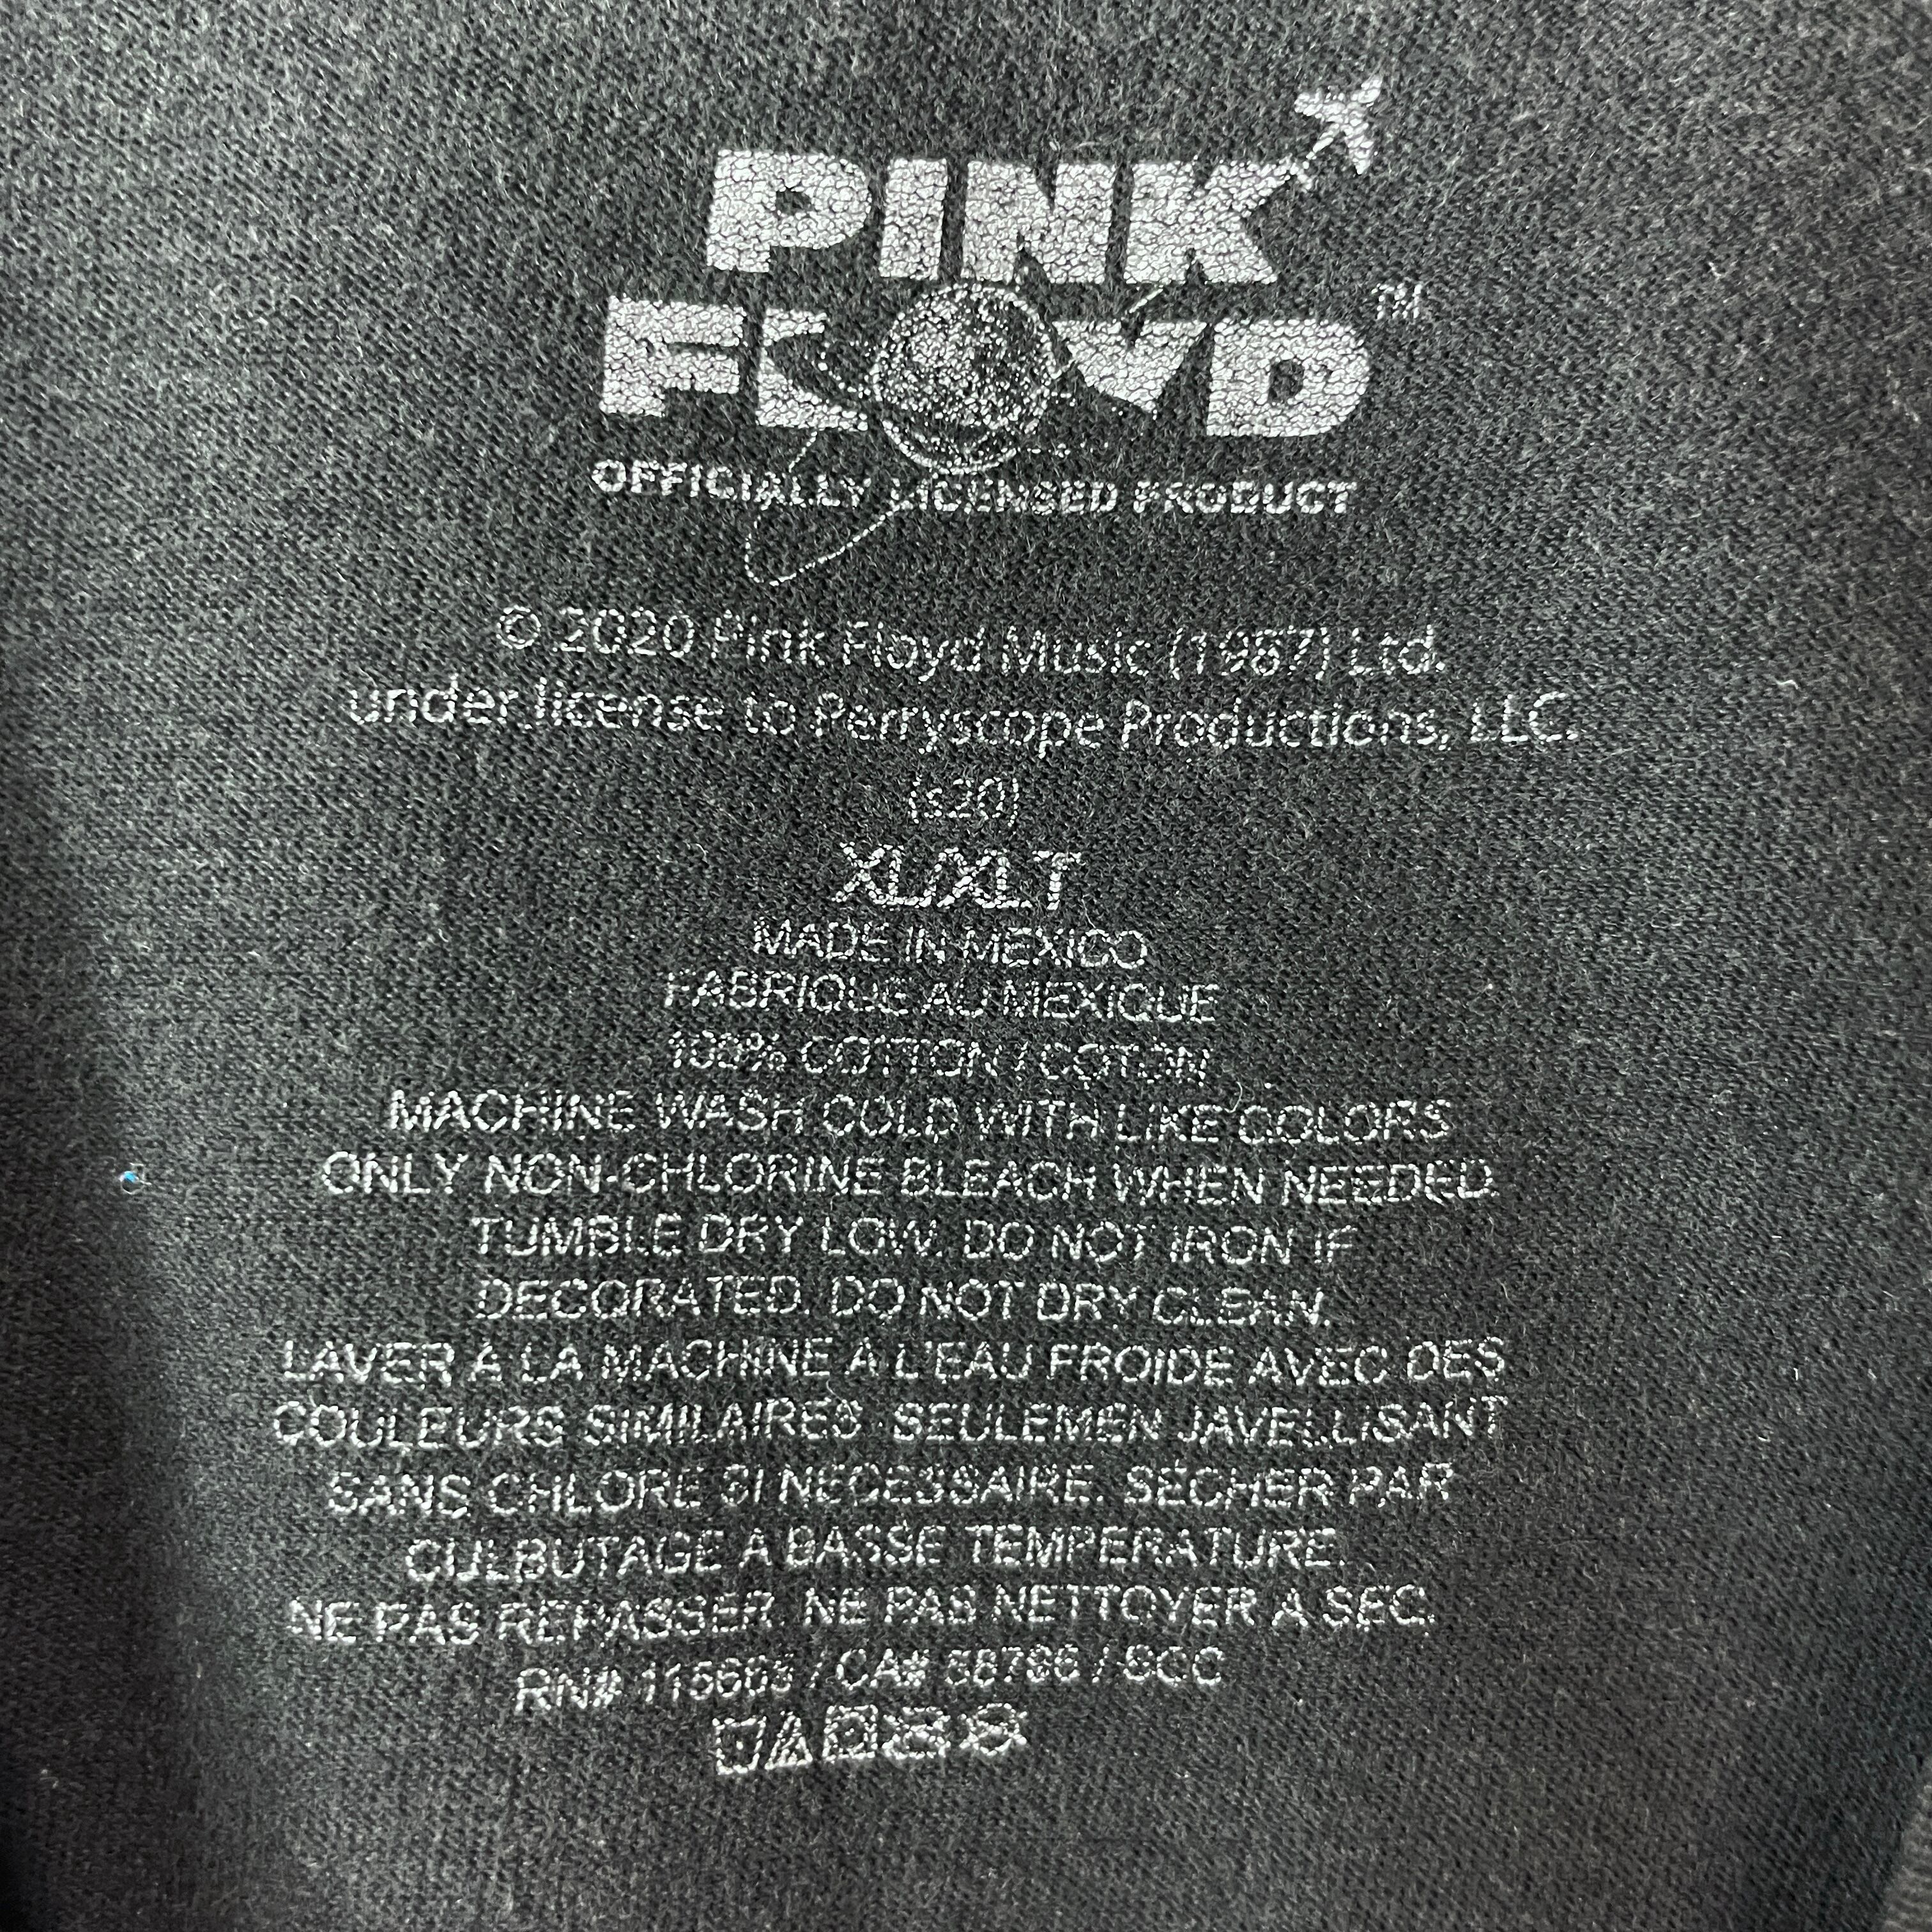 PINK
FLOYD™
OFFICIALLY LICENSED PRODUCT
© 2020 Pink Floyd Music (1987) Ltd.
under license to Perryscope Productions, LLC.
(s20)
XL/XLT
MADE IN MEXICO
FABRIQUE AU MEXIQUE
100% COTTON / COTON
MACHINE WASH COLD WITH LIKE COLORS
ONLY NON-CHLORINE BLEACH WHEN NEEDED.
TUMBLE DRY LOW. DO NOT IRON IF
DECORATED. DO NOT DRY CLEAN.
LAVER A LA MACHINE A L'EAU FROIDE AVEC DES
COULEURS SIMILAIRES. SEULEMEN JAVELLISANT
SANS CHLORE SI NECESSAIRE. SECHER PAR
CULBUTAGE A BASSE TEMPERATURE.
NE PAS REPASSER. NE PAS NETTOYER A SEC.
RN# / CA# /